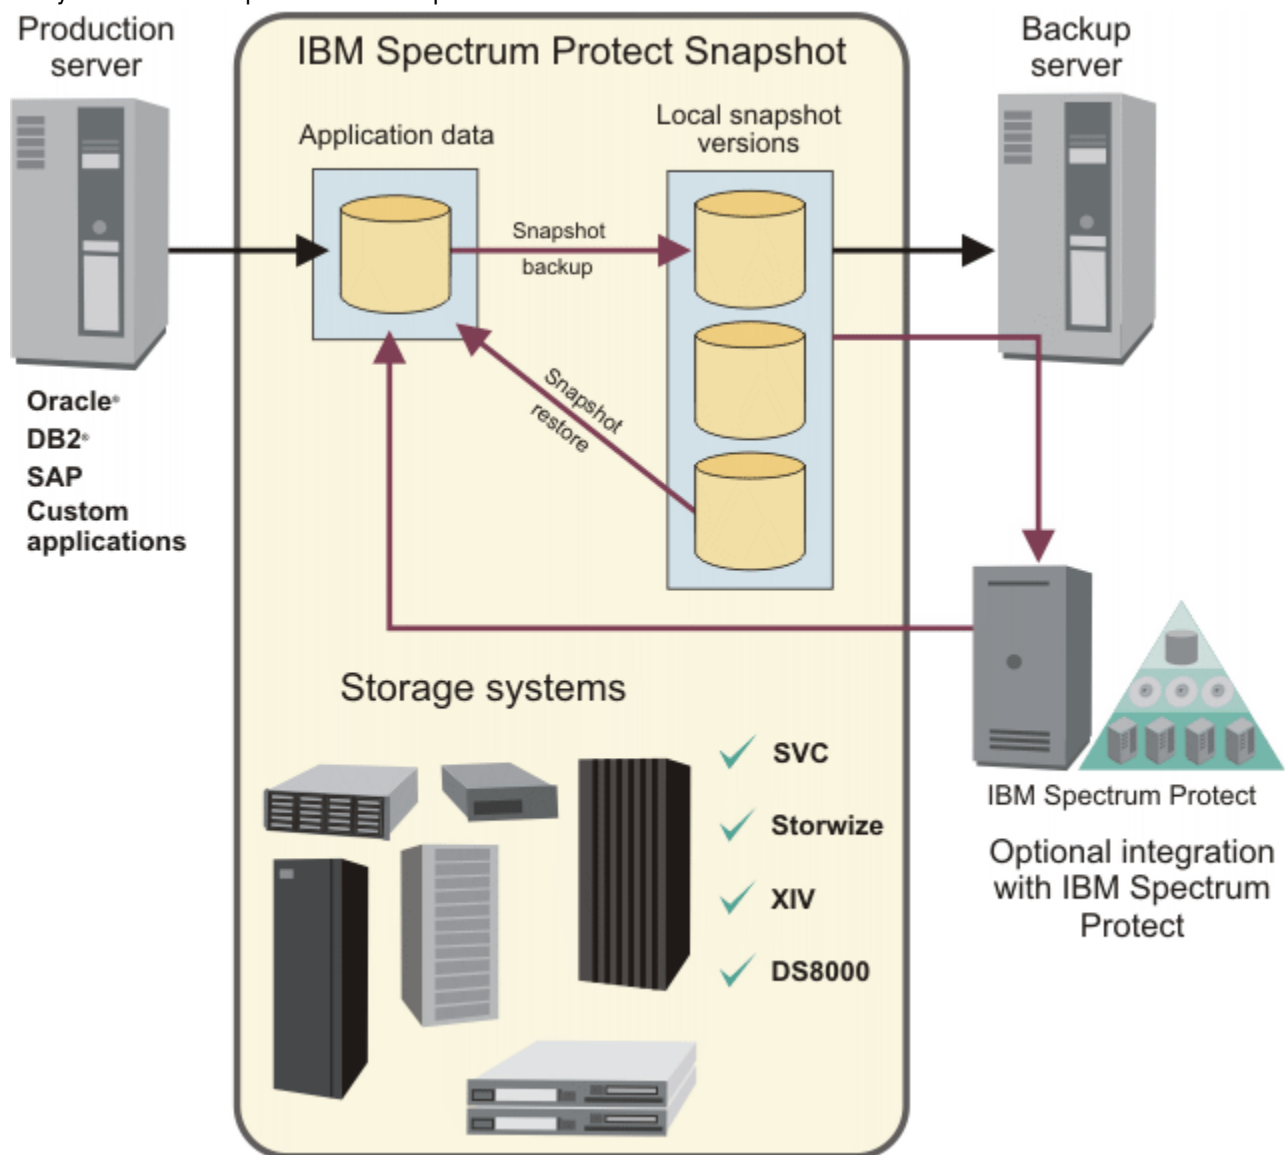 Production
server
IBM Spectrum Protect Snapshot
Backup
server
Application data
Local snapshot
versions
Snapshot
backup
Snapshot
restore
Oracle®
DB2®
SAP
Custom
applications
Storage systems
SVC
Storwize
XIV
DS8000
IBM Spectrum Protect
Optional integration
with IBM Spectrum
Protect